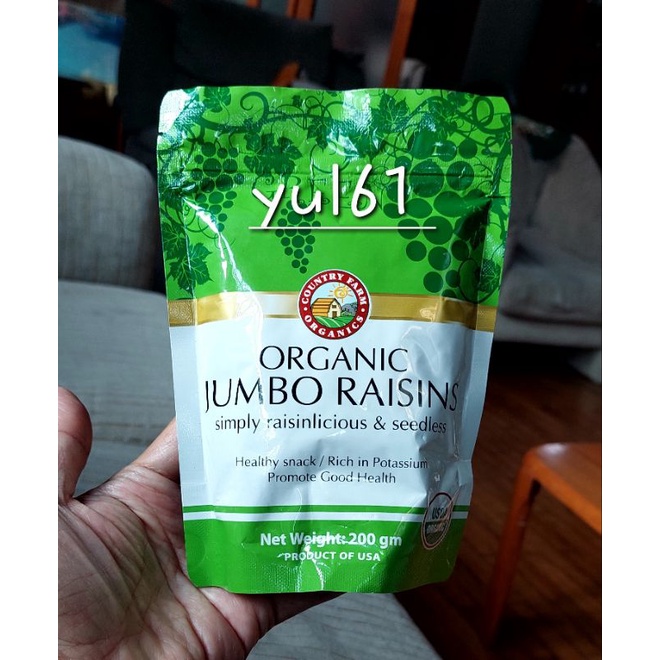 yul61
COUNTRY FARM
ORGANICS
ORGANIC
JUMBO RAISINS
simply raisinlicious & seedless
Healthy snack / Rich in Potassium
Promote Good Health
Net Weight: 200 gm
PRODUCT OF USA